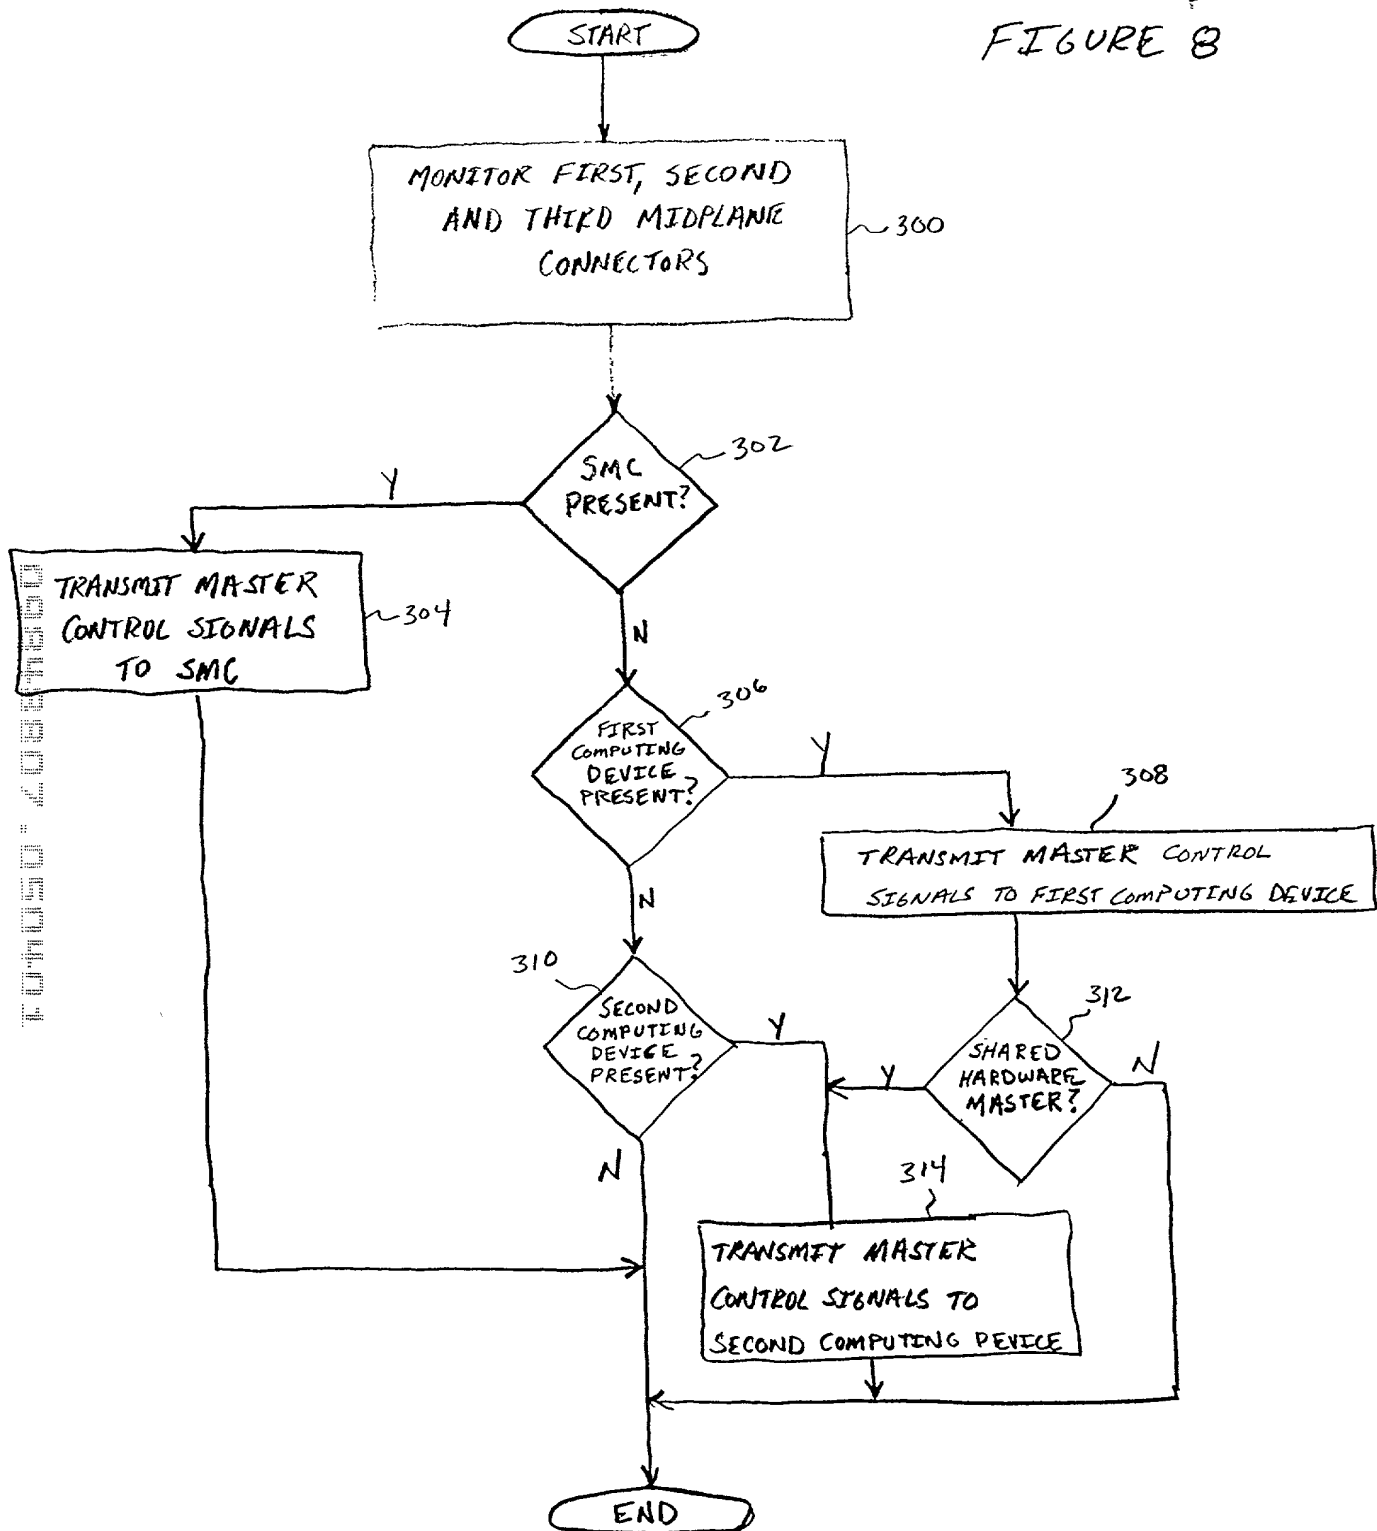 START
FIGURE 8
MONITOR FIRST, SECOND
AND THIRD MIDPLANE
CONNECTORS
300
SMC
PRESENT?
302
Y
TRANSMIT MASTER
CONTROL SIGNALS
TO SMC
304
N
FIRST
COMPUTING
DEVICE
PRESENT?
306
Y
308
TRANSMIT MASTER CONTROL
SIGNALS TO FIRST COMPUTING DEVICE
N
310
SECOND
COMPUTING
DEVICE
PRESENT?
Y
312
SHARED
HARDWARE
MASTER?
Y
N
N
314
TRANSMIT MASTER
CONTROL SIGNALS TO
SECOND COMPUTING DEVICE
END